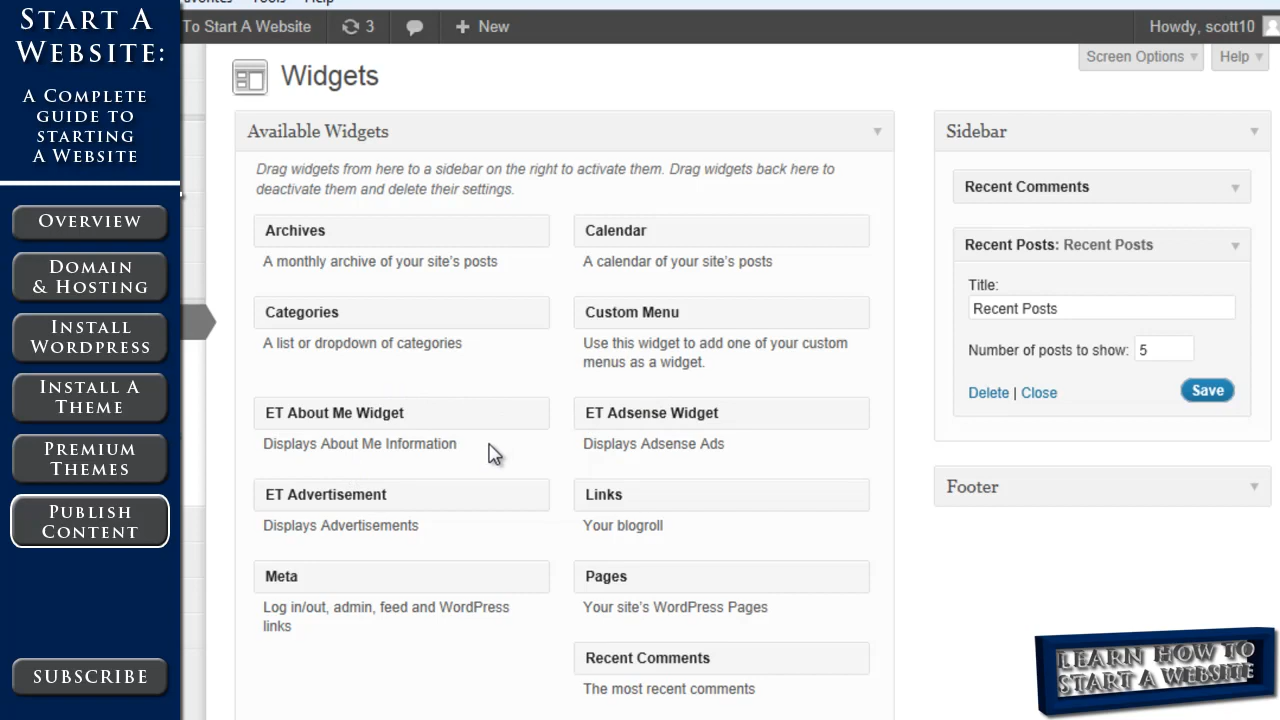 START A
WEBSITE:
A COMPLETE
GUIDE TO
STARTING
A WEBSITE
OVERVIEW
DOMAIN
& HOSTING
INSTALL
WORDPRESS
INSTALL A
THEME
PREMIUM
THEMES
PUBLISH
CONTENT
SUBSCRIBE
Tools Help
To Start A Website 3 New Howdy, scott10
Screen Options Help
Widgets
Available Widgets
Drag widgets from here to a sidebar on the right to activate them. Drag widgets back here to
deactivate them and delete their settings.
Archives
A monthly archive of your site's posts
Calendar
A calendar of your site's posts
Categories
A list or dropdown of categories
Custom Menu
Use this widget to add one of your custom
menus as a widget.
ET About Me Widget
Displays About Me Information
ET Adsense Widget
Displays Adsense Ads
ET Advertisement
Displays Advertisements
Links
Your blogroll
Meta
Log in/out, admin, feed and WordPress
links
Pages
Your site's WordPress Pages
Recent Comments
The most recent comments
Sidebar
Recent Comments
Recent Posts: Recent Posts
Title:
Recent Posts
Number of posts to show: 5
Delete | Close Save
Footer
LEARN HOW TO
START A WEBSITE